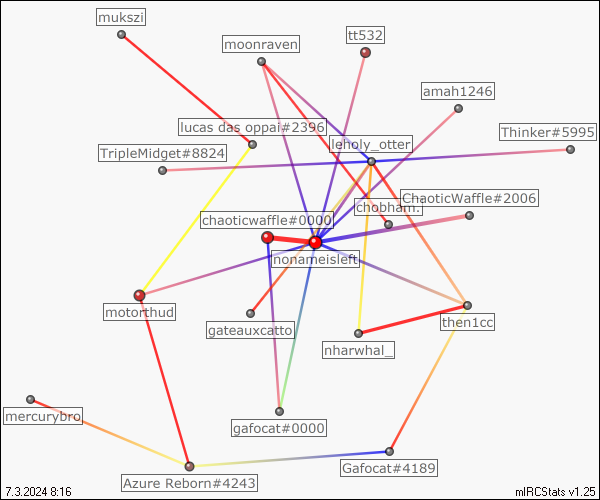 mukszi
moonraven
tt532
amah1246
lucas das oppai#2396
Thinker#5995
leholy_otter
TripleMidget#8824
ChaoticWaffle#2006
chobham.
chaoticwaffle#0000
nonameisleft
motorthud
gateauxcatto
then1cc
nharwhal_
mercurybro
gafocat#0000
Gafocat#4189
Azure Reborn#4243
7.3.2024 8:16
mIRCStats v1.25